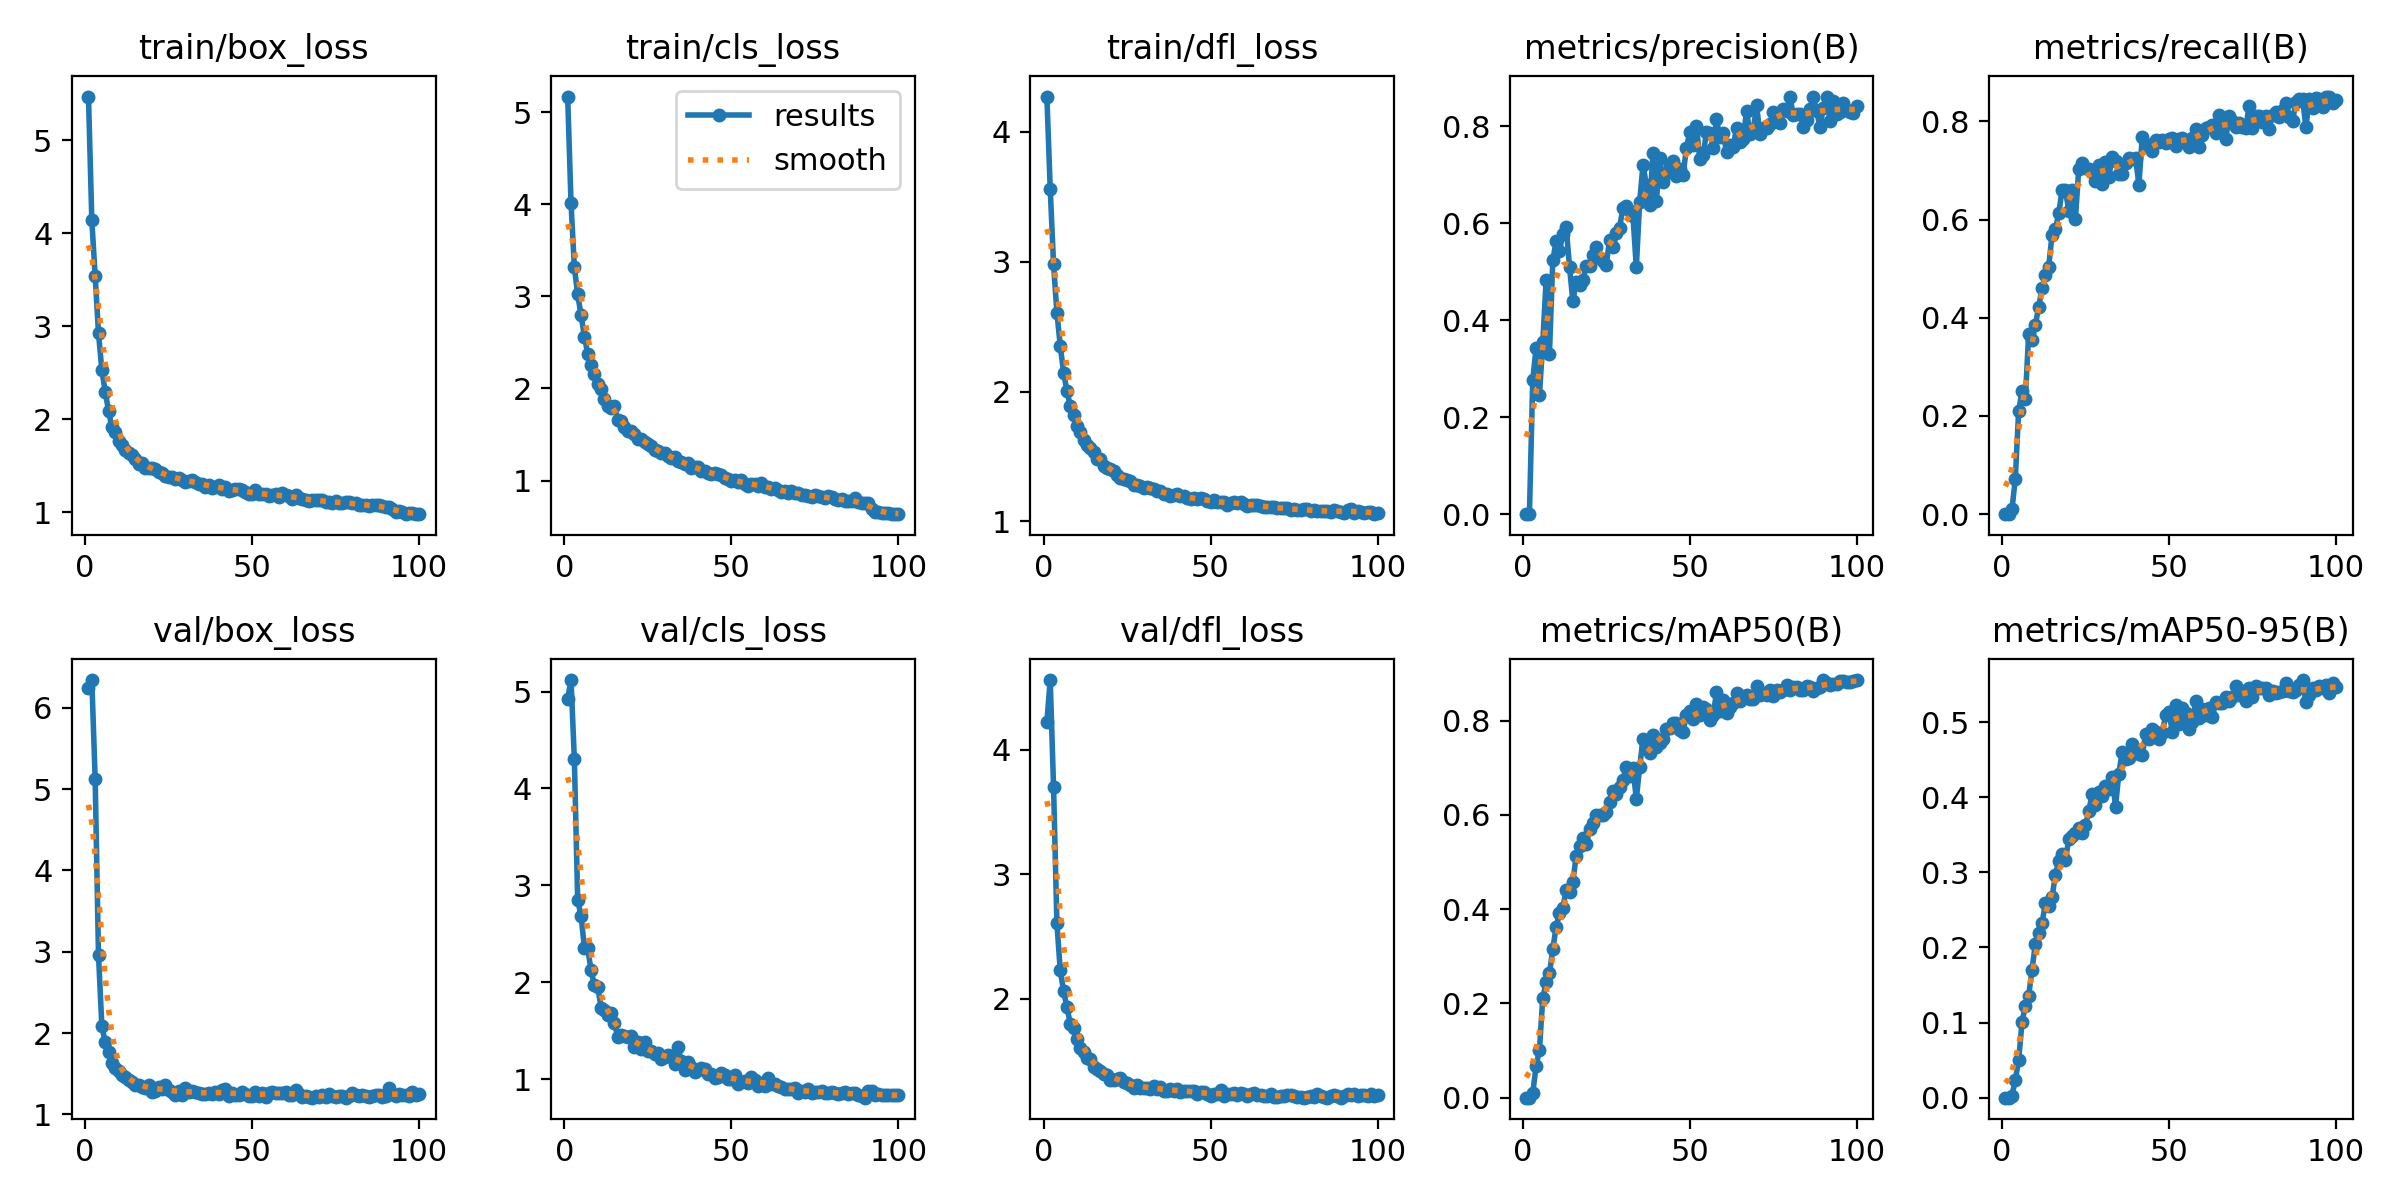 train/box_loss
train/cls_loss
train/dfl_loss
metrics/precision(B)
metrics/recall(B)
5
4
3
2
1
0 50 100
results
smooth
5
4
3
2
1
0 50 100
4
3
2
1
0 50 100
0.8
0.6
0.4
0.2
0.0
0 50 100
0.8
0.6
0.4
0.2
0.0
0 50 100
val/box_loss
val/cls_loss
val/dfl_loss
metrics/mAP50(B)
metrics/mAP50-95(B)
6
5
4
3
2
1
0 50 100
5
4
3
2
1
0 50 100
4
3
2
0 50 100
0.8
0.6
0.4
0.2
0.0
0 50 100
0.5
0.4
0.3
0.2
0.1
0.0
0 50 100